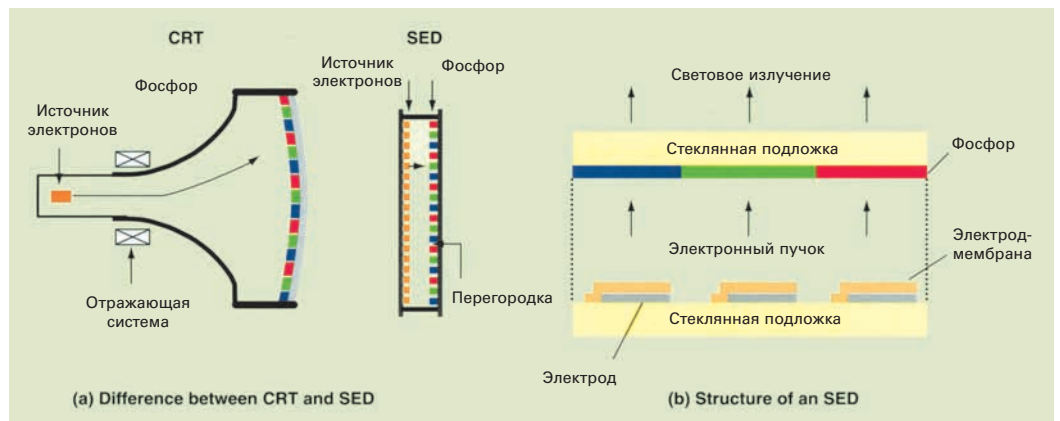 CRT
Фосфор
Источник
электронов
Отражающая
система
SED
Источник
электронов
Фосфор
Перегородка
(a) Difference between CRT and SED
Световое излучение
Стеклянная подложка
Фосфор
Электронный пучок
Электрод-
мембрана
Стеклянная подложка
Электрод
(b) Structure of an SED